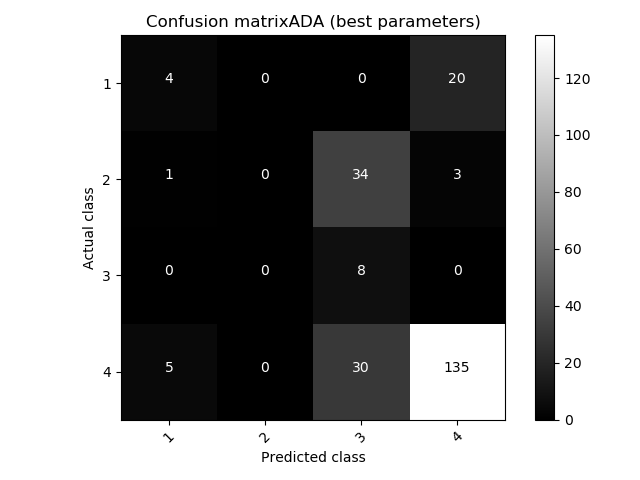 Confusion matrixADA (best parameters)
1 4 0 0 20
2 1 0 34 3
3 0 0 8 0
4 5 0 30 135
1 2 3 4
Predicted class
Actual class
120
100
80
60
40
20
0